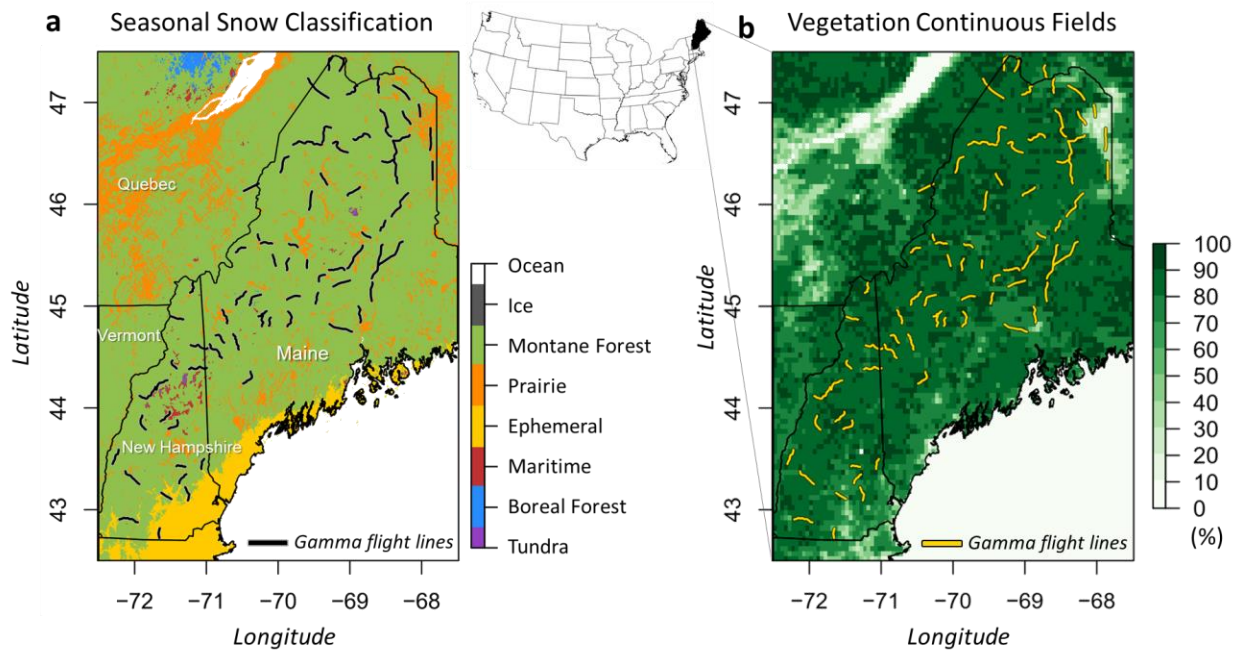 a Seasonal Snow Classification
b Vegetation Continuous Fields
Latitude
47
46
45
44
43
Quebec
Vermont
Maine
New Hampshire
Gamma flight lines
−72 −71 −70 −69 −68
Longitude
Ocean
Ice
Montane Forest
Prairie
Ephemeral
Maritime
Boreal Forest
Tundra
Latitude
47
46
45
44
43
Gamma flight lines
−72 −71 −70 −69 −68
Longitude
100
90
80
70
60
50
40
30
20
10
0
(%)